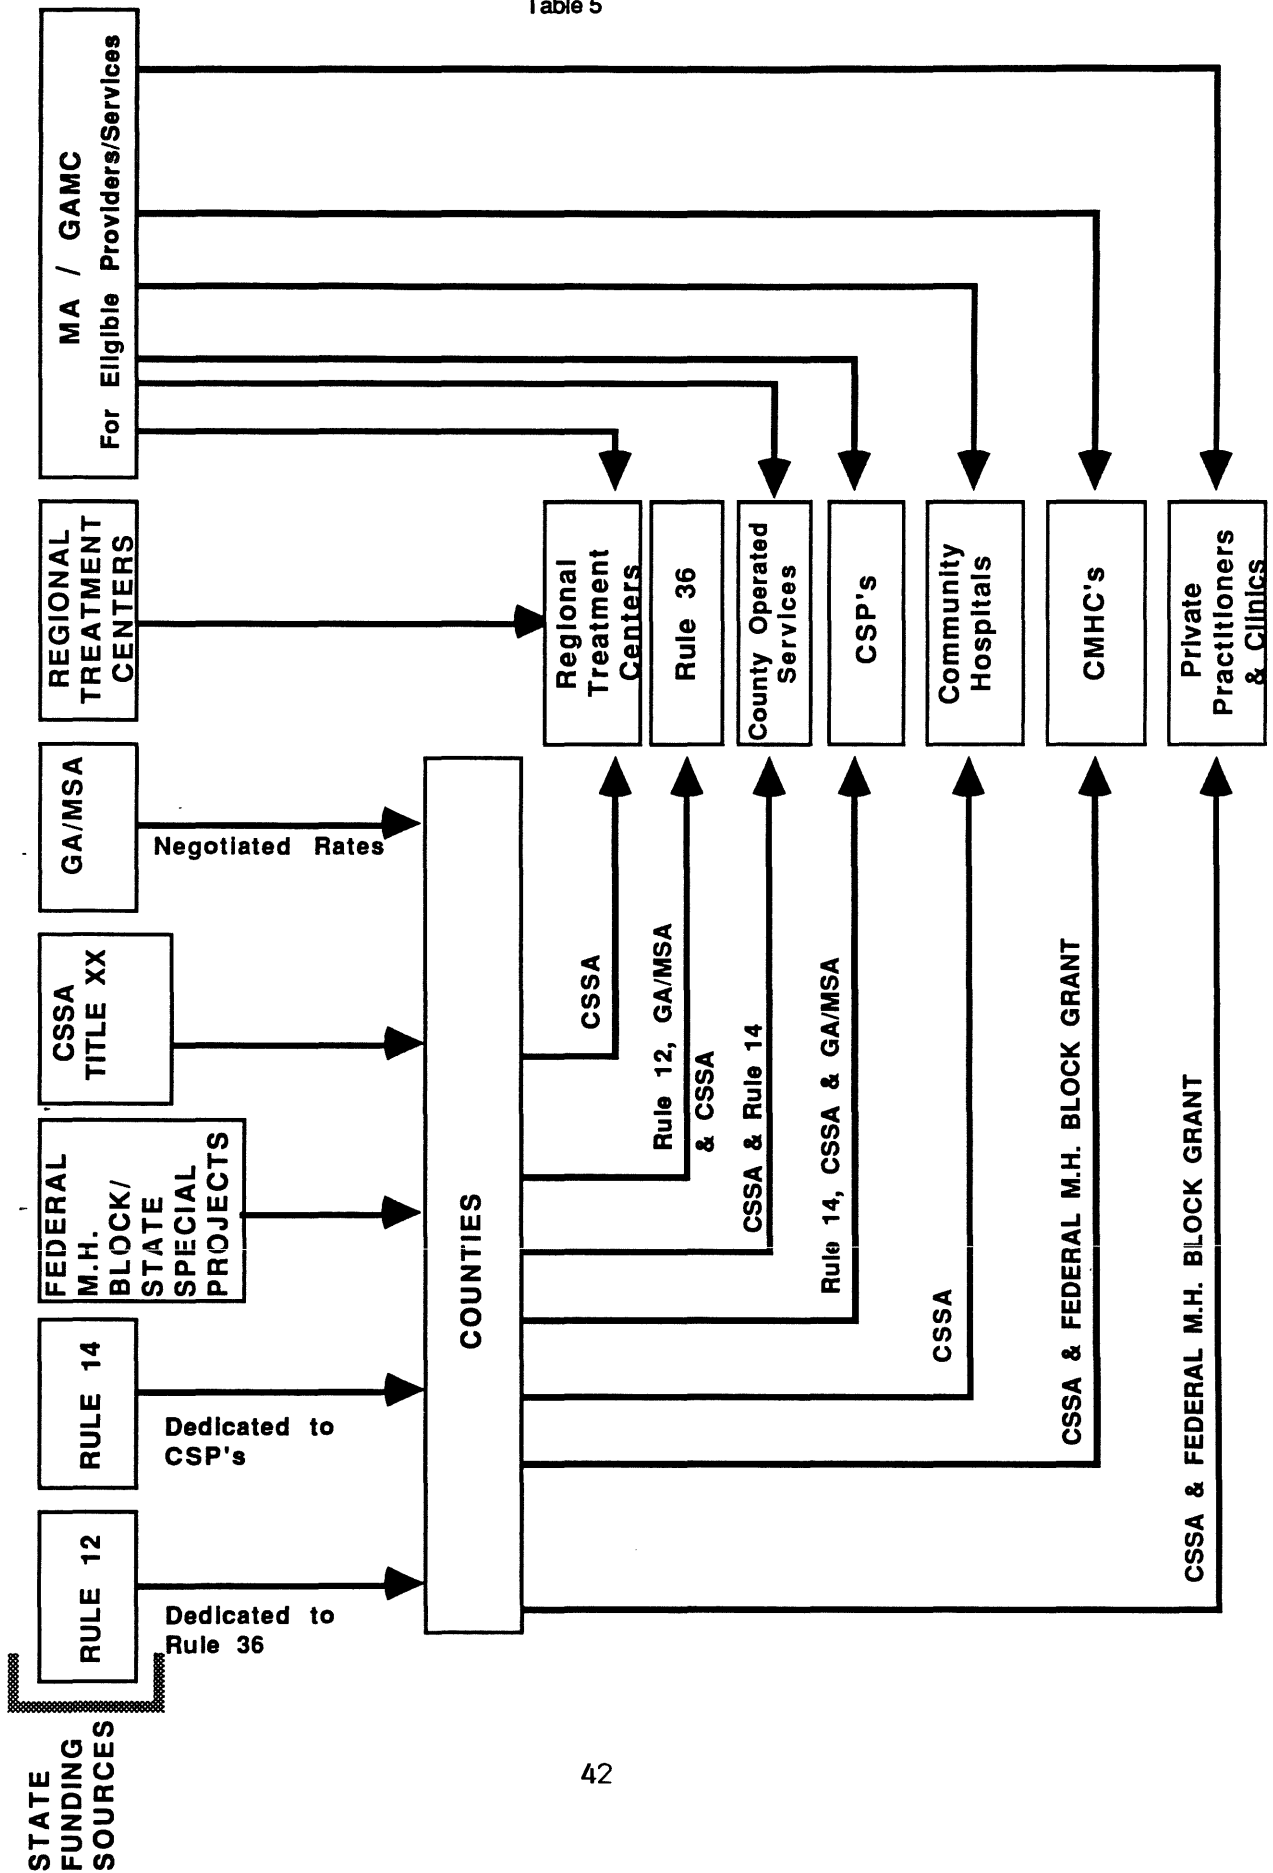 Table 5
STATE
FUNDING
SOURCES
RULE 12
Dedicated to
Rule 36
RULE 14
Dedicated to
CSP's
FEDERAL
M.H.
BLOCK/
STATE
SPECIAL
PROJECTS
CSSA
TITLE XX
GA/MSA
Negotiated Rates
REGIONAL
TREATMENT
CENTERS
MA / GAMC
For Eligible Providers/Services
COUNTIES
CSSA
Rule 12, GA/MSA
& CSSA
CSSA & Rule 14
Rule 14, CSSA & GA/MSA
CSSA
CSSA & FEDERAL M.H. BLOCK GRANT
CSSA & FEDERAL M.H. BLOCK GRANT
Regional
Treatment
Centers
Rule 36
County Operated
Services
CSP's
Community
Hospitals
CMHC's
Private
Practitioners
& Clinics
42